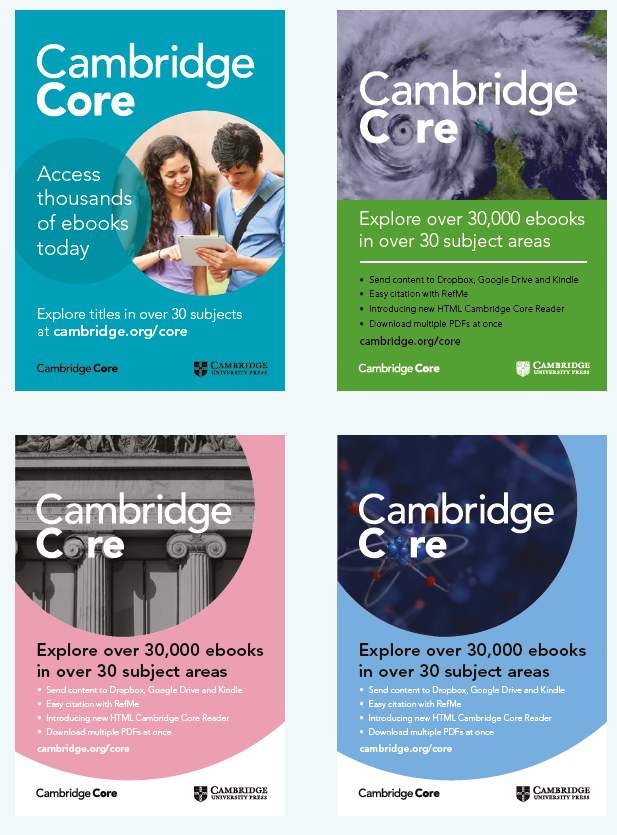 Cambridge
Core
Access
thousands
of ebooks
today
Explore titles in over 30 subjects
at cambridge.org/core
Cambridge Core
CAMBRIDGE
UNIVERSITY PRESS
Cambridge
C re
Explore over 30,000 ebooks
in over 30 subject areas
• Send content to Dropbox, Google Drive and Kindle
• Easy citation with RefMe
• Introducing new HTML Cambridge Core Reader
• Download multiple PDFs at once
cambridge.org/core
Cambridge Core
CAMBRIDGE
UNIVERSITY PRESS
Cambridge
C re
Explore over 30,000 ebooks
in over 30 subject areas
• Send content to Dropbox, Google Drive and Kindle
• Easy citation with RefMe
• Introducing new HTML Cambridge Core Reader
• Download multiple PDFs at once
cambridge.org/core
Cambridge Core
CAMBRIDGE
UNIVERSITY PRESS
Cambridge
C re
Explore over 30,000 ebooks
in over 30 subject areas
• Send content to Dropbox, Google Drive and Kindle
• Easy citation with RefMe
• Introducing new HTML Cambridge Core Reader
• Download multiple PDFs at once
cambridge.org/core
Cambridge Core
CAMBRIDGE
UNIVERSITY PRESS